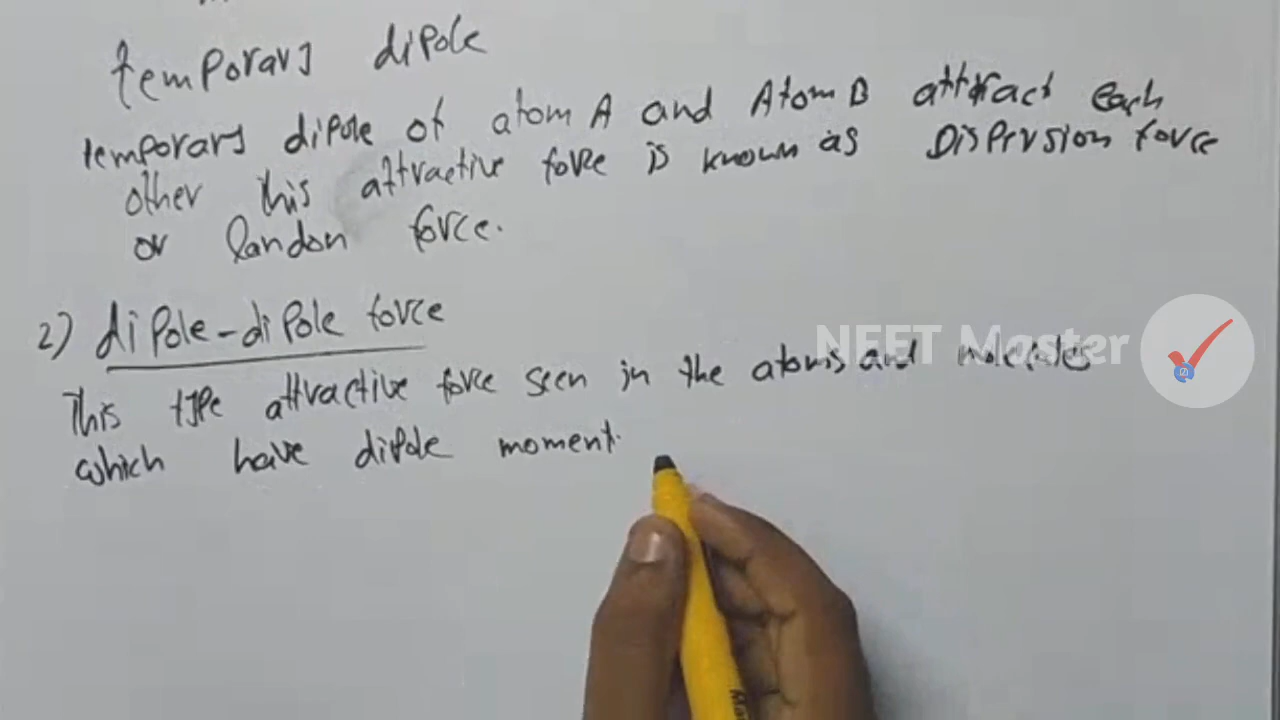 temporary dipole
temporary dipole of atom A and Atom B attract each
other this attractive force is known as Dispersion force
or landon force.
2) dipole-dipole force
NEET Master
This type attractive force seen in the atoms and molecules
which have dipole moment.